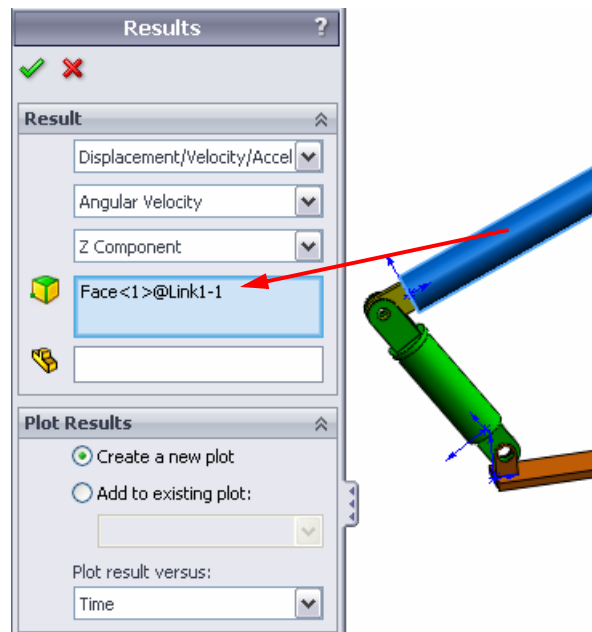 Results ?
Result
Displacement/Velocity/Accel
Angular Velocity
Z Component
Face<1>@Link1-1
Plot Results
Create a new plot
Add to existing plot:
Plot result versus:
Time